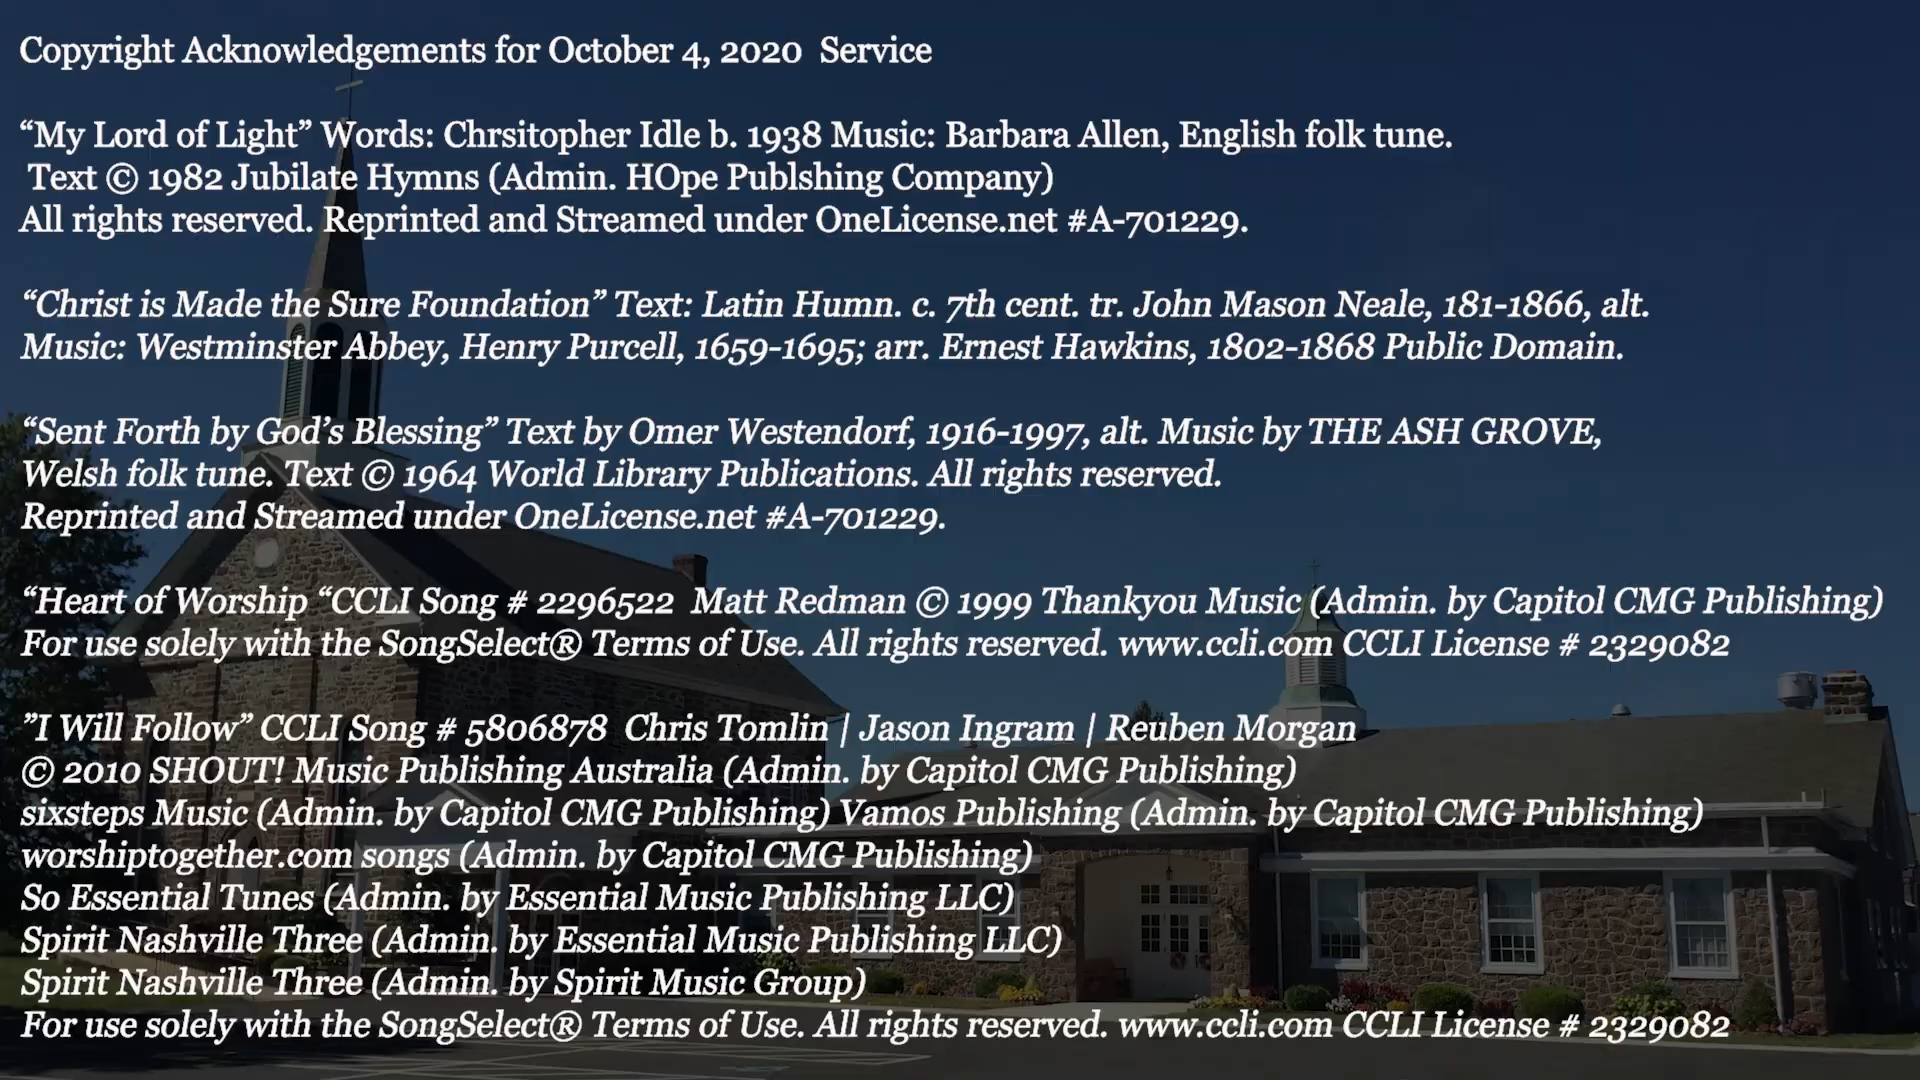 Copyright Acknowledgements for October 4, 2020  Service
“My Lord of Light” Words: Chrsitopher Idle b. 1938 Music: Barbara Allen, English folk tune.
Text © 1982 Jubilate Hymns (Admin. HOpe Publshing Company)
All rights reserved. Reprinted and Streamed under OneLicense.net #A-701229.
“Christ is Made the Sure Foundation” Text: Latin Humn. c. 7th cent. tr. John Mason Neale, 181-1866, alt.
Music: Westminster Abbey, Henry Purcell, 1659-1695; arr. Ernest Hawkins, 1802-1868 Public Domain.
“Sent Forth by God’s Blessing” Text by Omer Westendorf, 1916-1997, alt. Music by THE ASH GROVE,
Welsh folk tune. Text © 1964 World Library Publications. All rights reserved.
Reprinted and Streamed under OneLicense.net #A-701229.
“Heart of Worship “CCLI Song # 2296522  Matt Redman © 1999 Thankyou Music (Admin. by Capitol CMG Publishing)
For use solely with the SongSelect® Terms of Use. All rights reserved. www.ccli.com CCLI License # 2329082
”I Will Follow” CCLI Song # 5806878  Chris Tomlin | Jason Ingram | Reuben Morgan
© 2010 SHOUT! Music Publishing Australia (Admin. by Capitol CMG Publishing)
sixsteps Music (Admin. by Capitol CMG Publishing) Vamos Publishing (Admin. by Capitol CMG Publishing)
worshiptogether.com songs (Admin. by Capitol CMG Publishing)
So Essential Tunes (Admin. by Essential Music Publishing LLC)
Spirit Nashville Three (Admin. by Essential Music Publishing LLC)
Spirit Nashville Three (Admin. by Spirit Music Group)
For use solely with the SongSelect® Terms of Use. All rights reserved. www.ccli.com CCLI License # 2329082